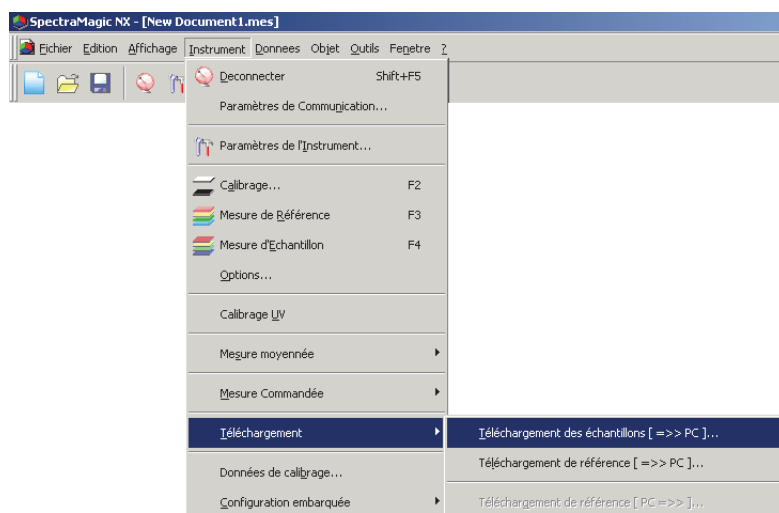 SpectraMagic NX - [New Document1.mes]
Fichier Edition Affichage Instrument Donnees Objet Outils Fenetre ?
Deconnecter Shift+F5
Paramètres de Communication...
Paramètres de l'Instrument...
Calibrage... F2
Mesure de Référence F3
Mesure d'Echantillon F4
Options...
Calibrage UV
Mesure moyennée
Mesure Commandée
Téléchargement
Téléchargement des échantillons [ =>> PC ]...
Téléchargement de référence [ =>> PC ]...
Données de calibrage...
Configuration embarquée
Téléchargement de référence [ PC =>> ]...